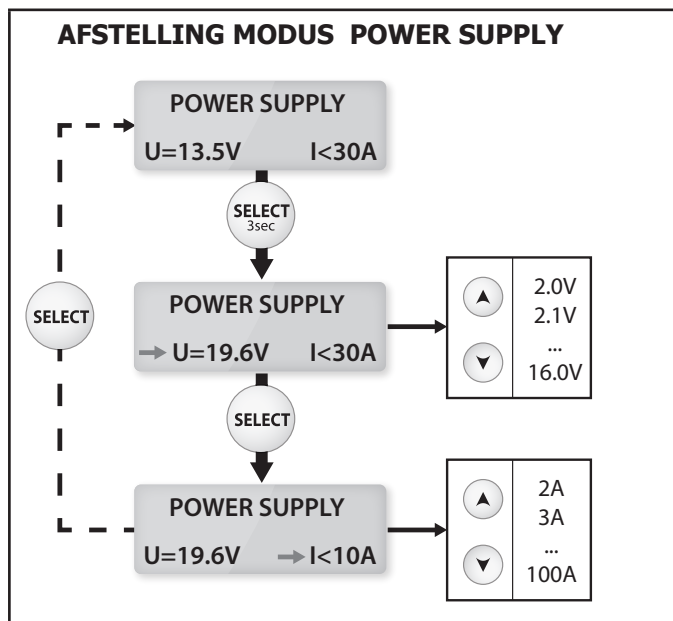 AFSTELLING MODUS POWER SUPPLY
POWER SUPPLY
U=13.5V I<30A
SELECT
3sec
POWER SUPPLY
U=19.6V I<30A
2.0V
2.1V
...
16.0V
SELECT
SELECT
POWER SUPPLY
U=19.6V I<10A
2A
3A
...
100A